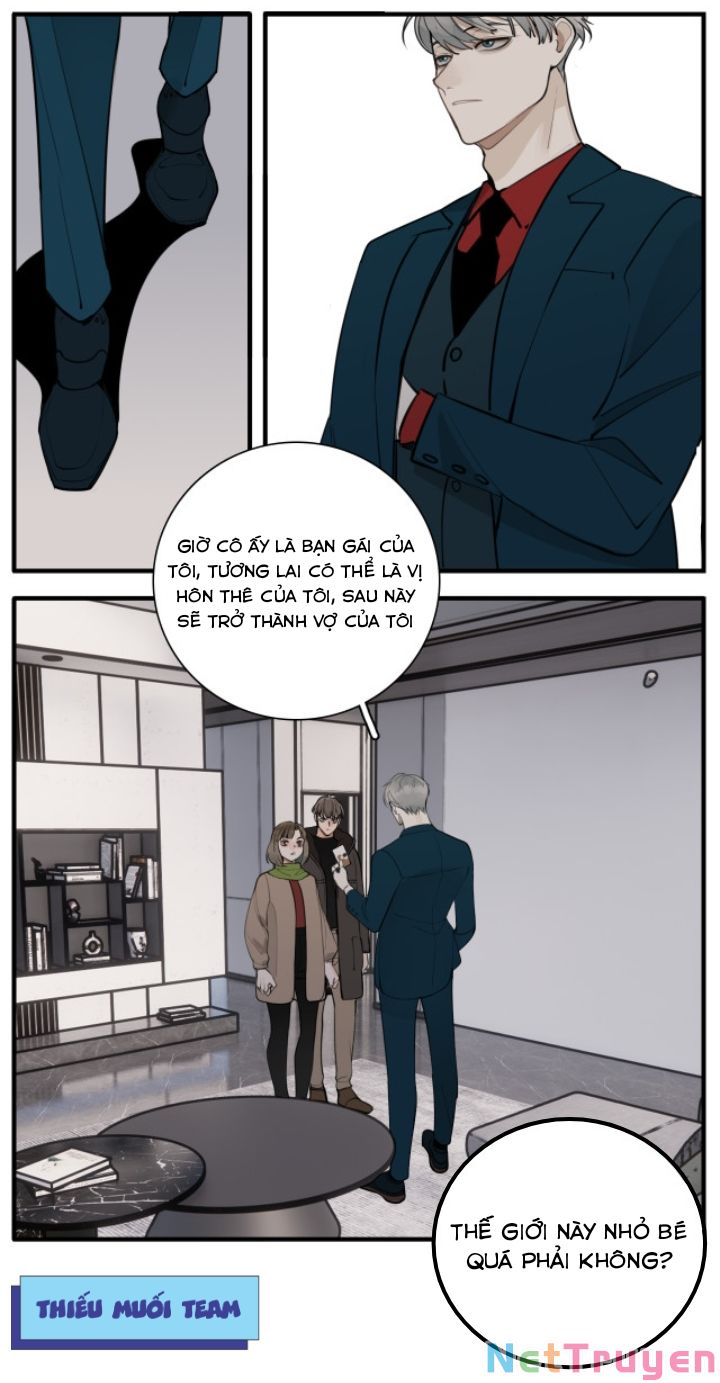 GIỜ CÔ ẤY LÀ BẠN GÁI CỦA
TÔI, TƯƠNG LAI CÓ THỂ LÀ VỊ
HÔN THÊ CỦA TÔI, SAU NÀY
SẼ TRỞ THÀNH VỢ CỦA TÔI
THẾ GIỚI NÀY NHỎ BÉ
QUÁ PHẢI KHÔNG?
THIẾU MUỐI TEAM
NetTruyen